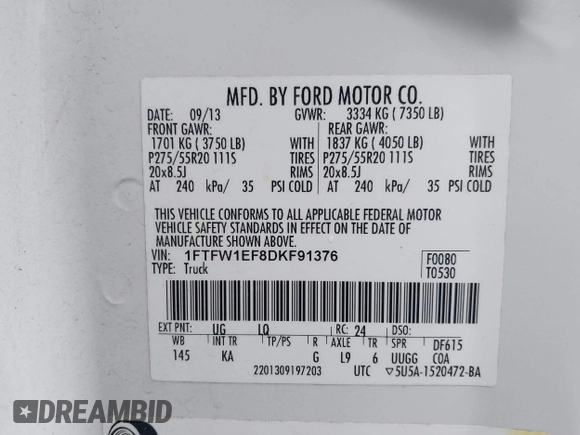 MFD. BY FORD MOTOR CO.
DATE: 09/13 GVWR: 3334 KG ( 7350 LB)
FRONT GAWR: REAR GAWR:
1701 KG ( 3750 LB) 1837 KG ( 4050 LB)
P275/55R20 111S TIRES P275/55R20 111S TIRES
20x8.5J RIMS 20x8.5J RIMS
AT 240 kPa/ 35 PSI COLD AT 240 kPa/ 35 PSI COLD
THIS VEHICLE CONFORMS TO ALL APPLICABLE FEDERAL MOTOR
VEHICLE SAFETY STANDARDS IN EFFECT ON THE DATE OF
MANUFACTURE SHOWN ABOVE.
VIN: 1FTFW1EF8DKF91376 F0080
TYPE: Truck T0530
EXT PNT: UG LQ RC: 24 DSO:
WB INT TR TP/PS R AXLE TR SPR DF615
145 KA G L9 6 UUGG COA
2201309197203 UTC ▽5U5A-1520472-BA
DREAMBID